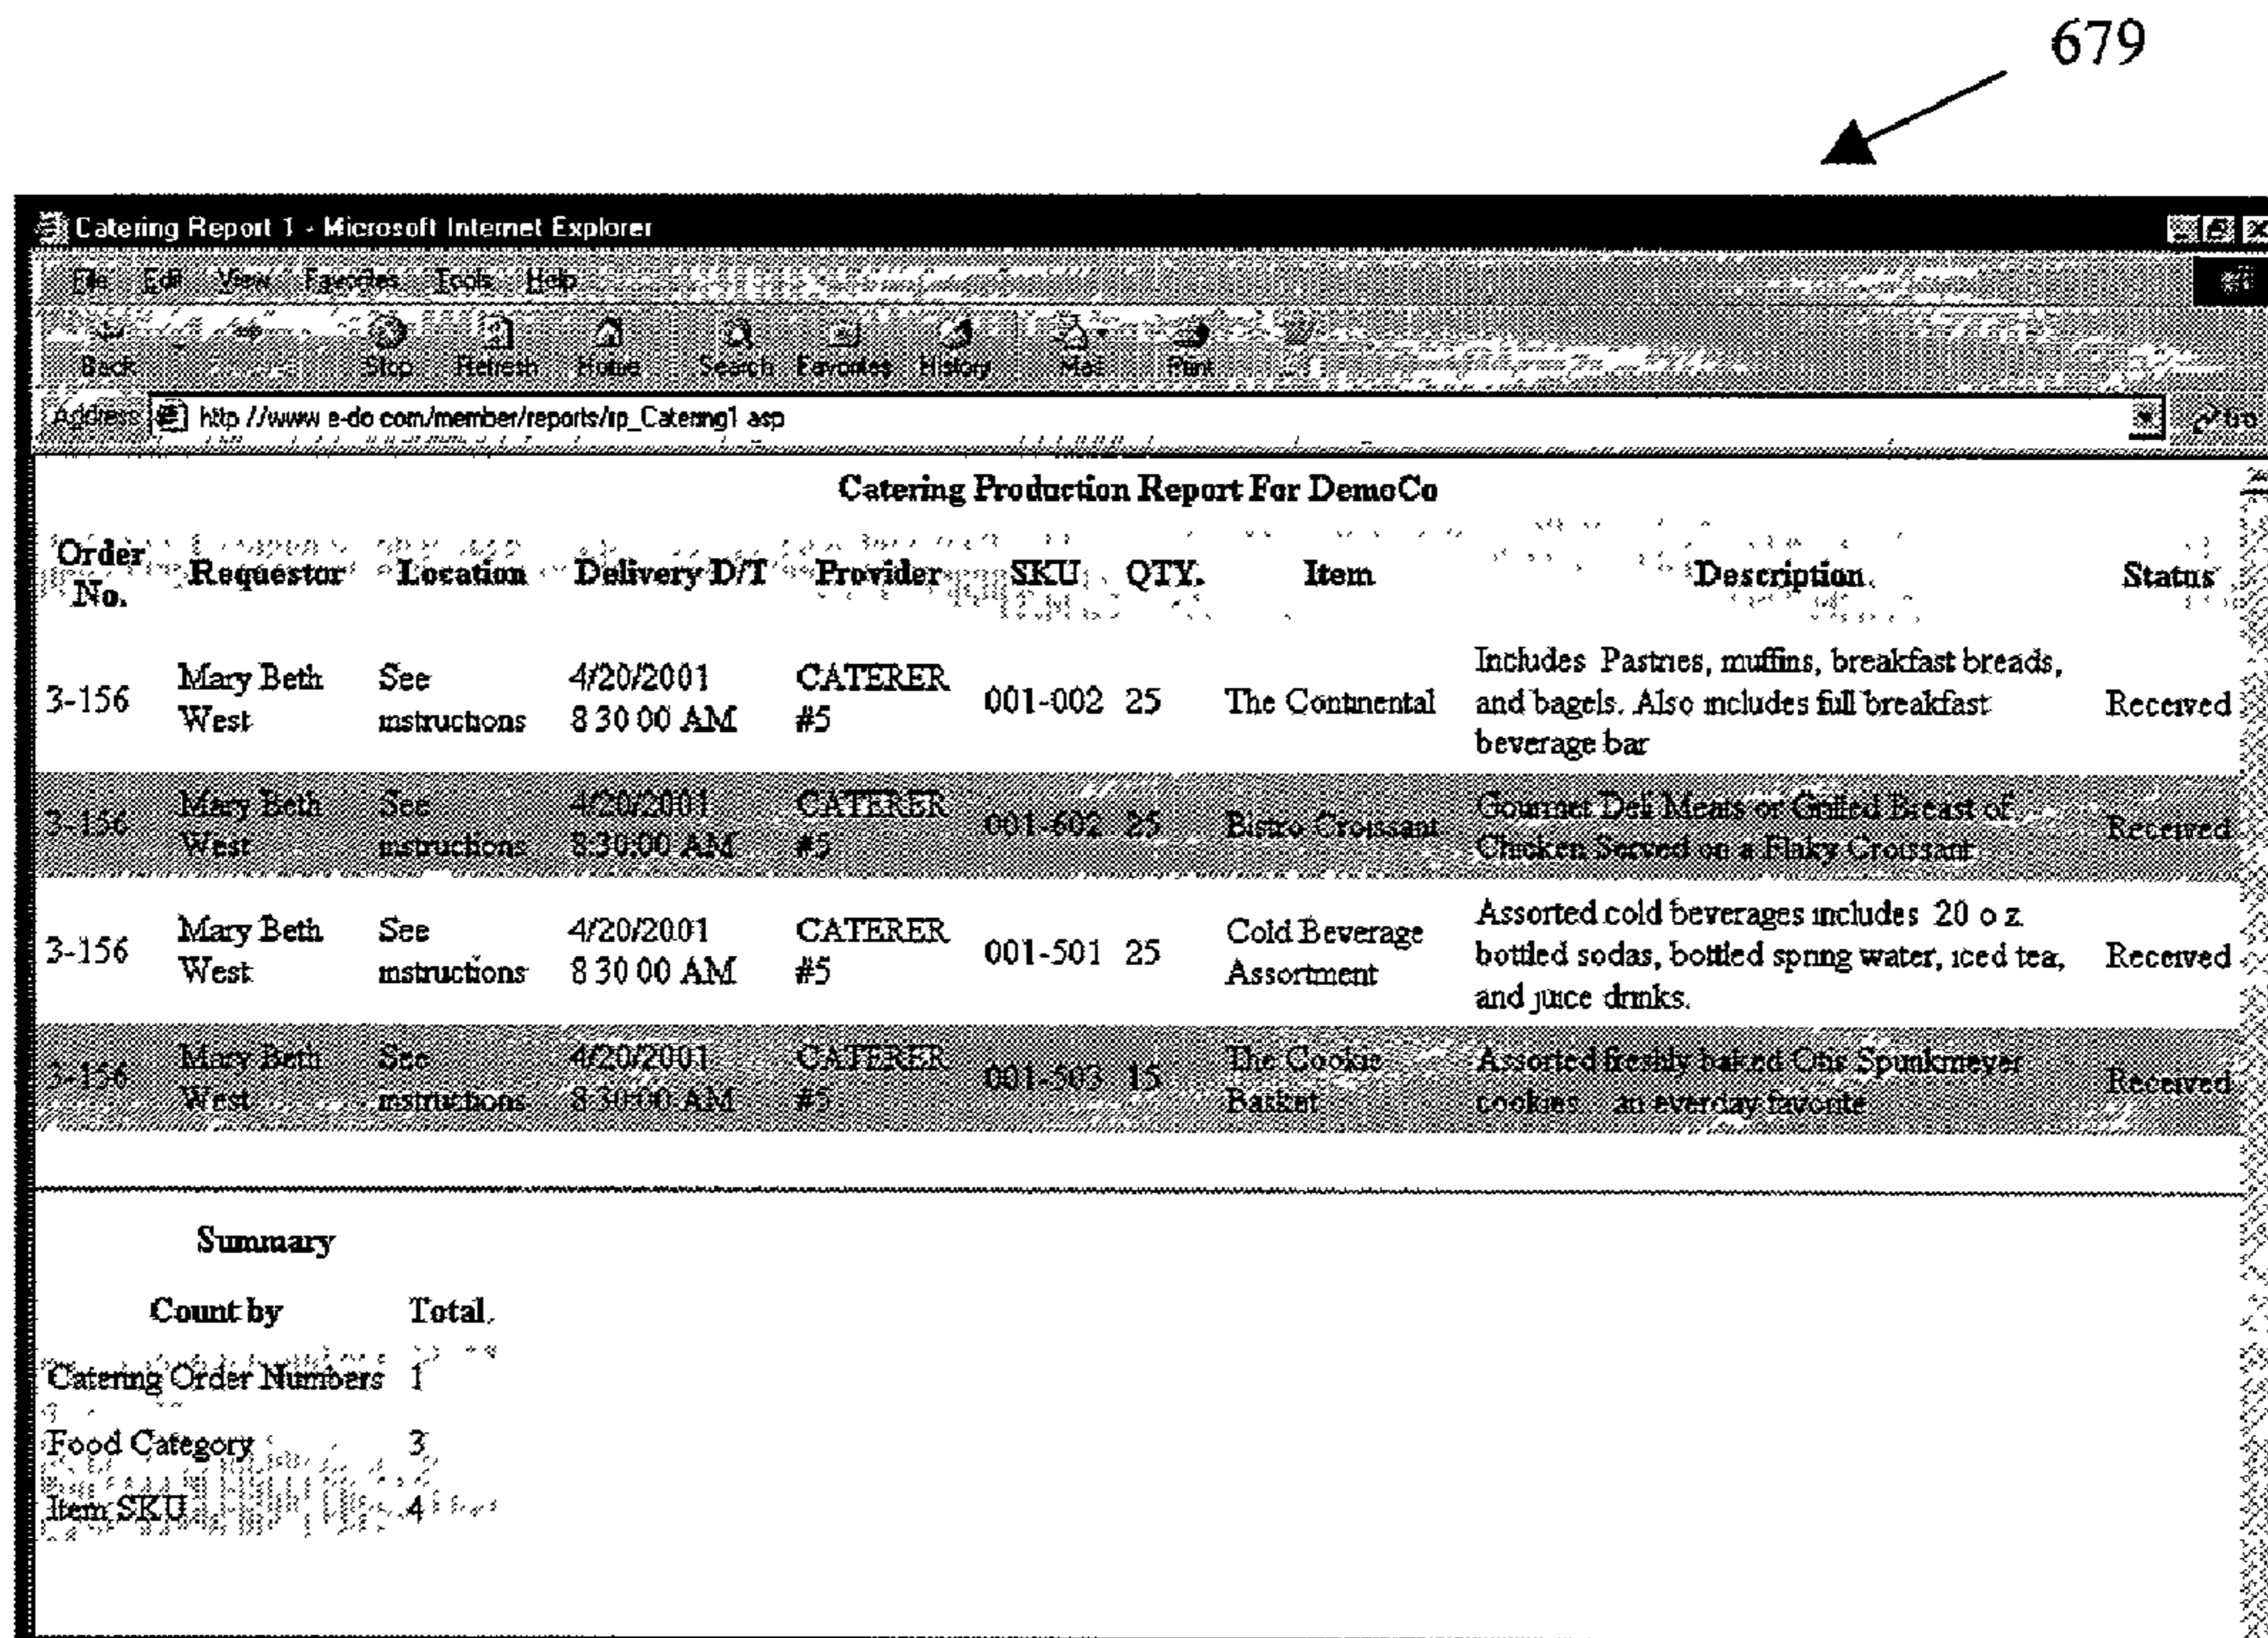 679
Catering Report 1 - Microsoft Internet Explorer
File Edit View Favorites Tools Help
Back Stop Refresh Home Search Favorites History Mail Print
Address http //www e-do com/member/reports/rp_Catering1 asp Go
Catering Production Report For DemoCo
Order No. Requestor Location Delivery D/T Provider SKU QTY. Item Description Status
3-156 Mary Beth West See instructions 4/20/2001 8 30 00 AM CATERER #5 001-002 25 The Continental Includes Pastries, muffins, breakfast breads, and bagels. Also includes full breakfast beverage bar Received
3-156 Mary Beth West See instructions 4/20/2001 8:30:00 AM CATERER #5 001-602 25 Bistro Croissant Gourmet Deli Meats or Grilled Breast of Chicken Served on a Flaky Croissant Received
3-156 Mary Beth West See instructions 4/20/2001 8 30 00 AM CATERER #5 001-501 25 Cold Beverage Assortment Assorted cold beverages includes 20 o z bottled sodas, bottled spring water, iced tea, and juice drinks. Received
3-156 Mary Beth West See instructions 4/20/2001 8:30:00 AM CATERER #5 001-503 15 The Cookie Basket Assorted freshly baked Otis Spunkmeyer cookies an everday favorite Received
Summary
Count by Total
Catering Order Numbers 1
Food Category 3
Item SKU 4